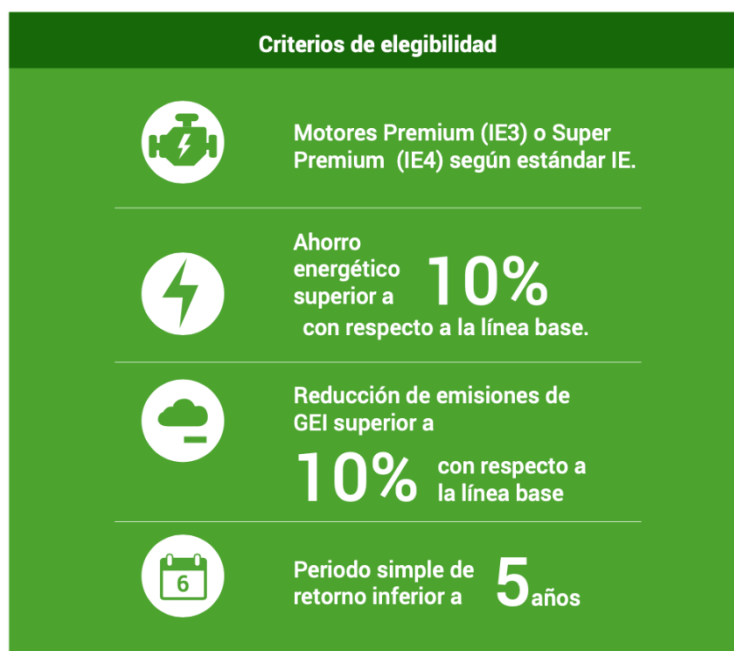 Criterios de elegibilidad
Motores Premium (IE3) o Super
Premium (IE4) según estándar IE.
Ahorro
energético
superior a 10%
con respecto a la línea base.
Reducción de emisiones de
GEI superior a
10% con respecto a
la línea base
6
Periodo simple de
retorno inferior a 5 años